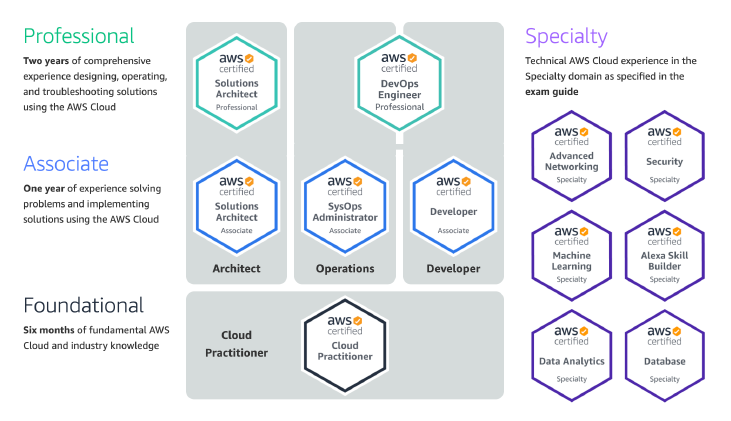 Professional
Two years of comprehensive
experience designing, operating,
and troubleshooting solutions
using the AWS Cloud
aws
certified
Solutions
Architect
Professional
aws
certified
DevOps
Engineer
Professional
Associate
One year of experience solving
problems and implementing
solutions using the AWS Cloud
aws
certified
Solutions
Architect
Associate
aws
certified
SysOps
Administrator
Associate
aws
certified
Developer
Associate
Architect
Operations
Developer
Foundational
Six months of fundamental AWS
Cloud and industry knowledge
Cloud
Practitioner
aws
certified
Cloud
Practitioner
Specialty
Technical AWS Cloud experience in the
Specialty domain as specified in the
exam guide
aws
certified
Advanced
Networking
Specialty
aws
certified
Security
Specialty
aws
certified
Machine
Learning
Specialty
aws
certified
Alexa Skill
Builder
Specialty
aws
certified
Data Analytics
Specialty
aws
certified
Database
Specialty